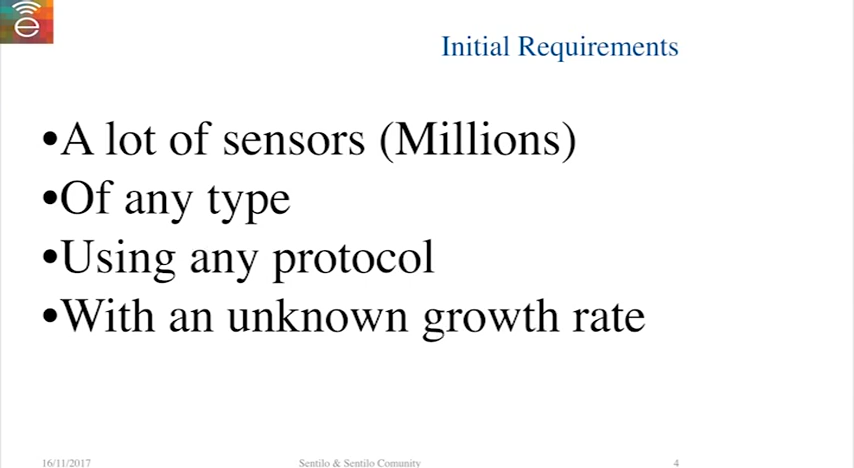 Initial Requirements
•A lot of sensors (Millions)
•Of any type
•Using any protocol
•With an unknown growth rate
16/11/2017 Sentilo & Sentilo Comunity 4